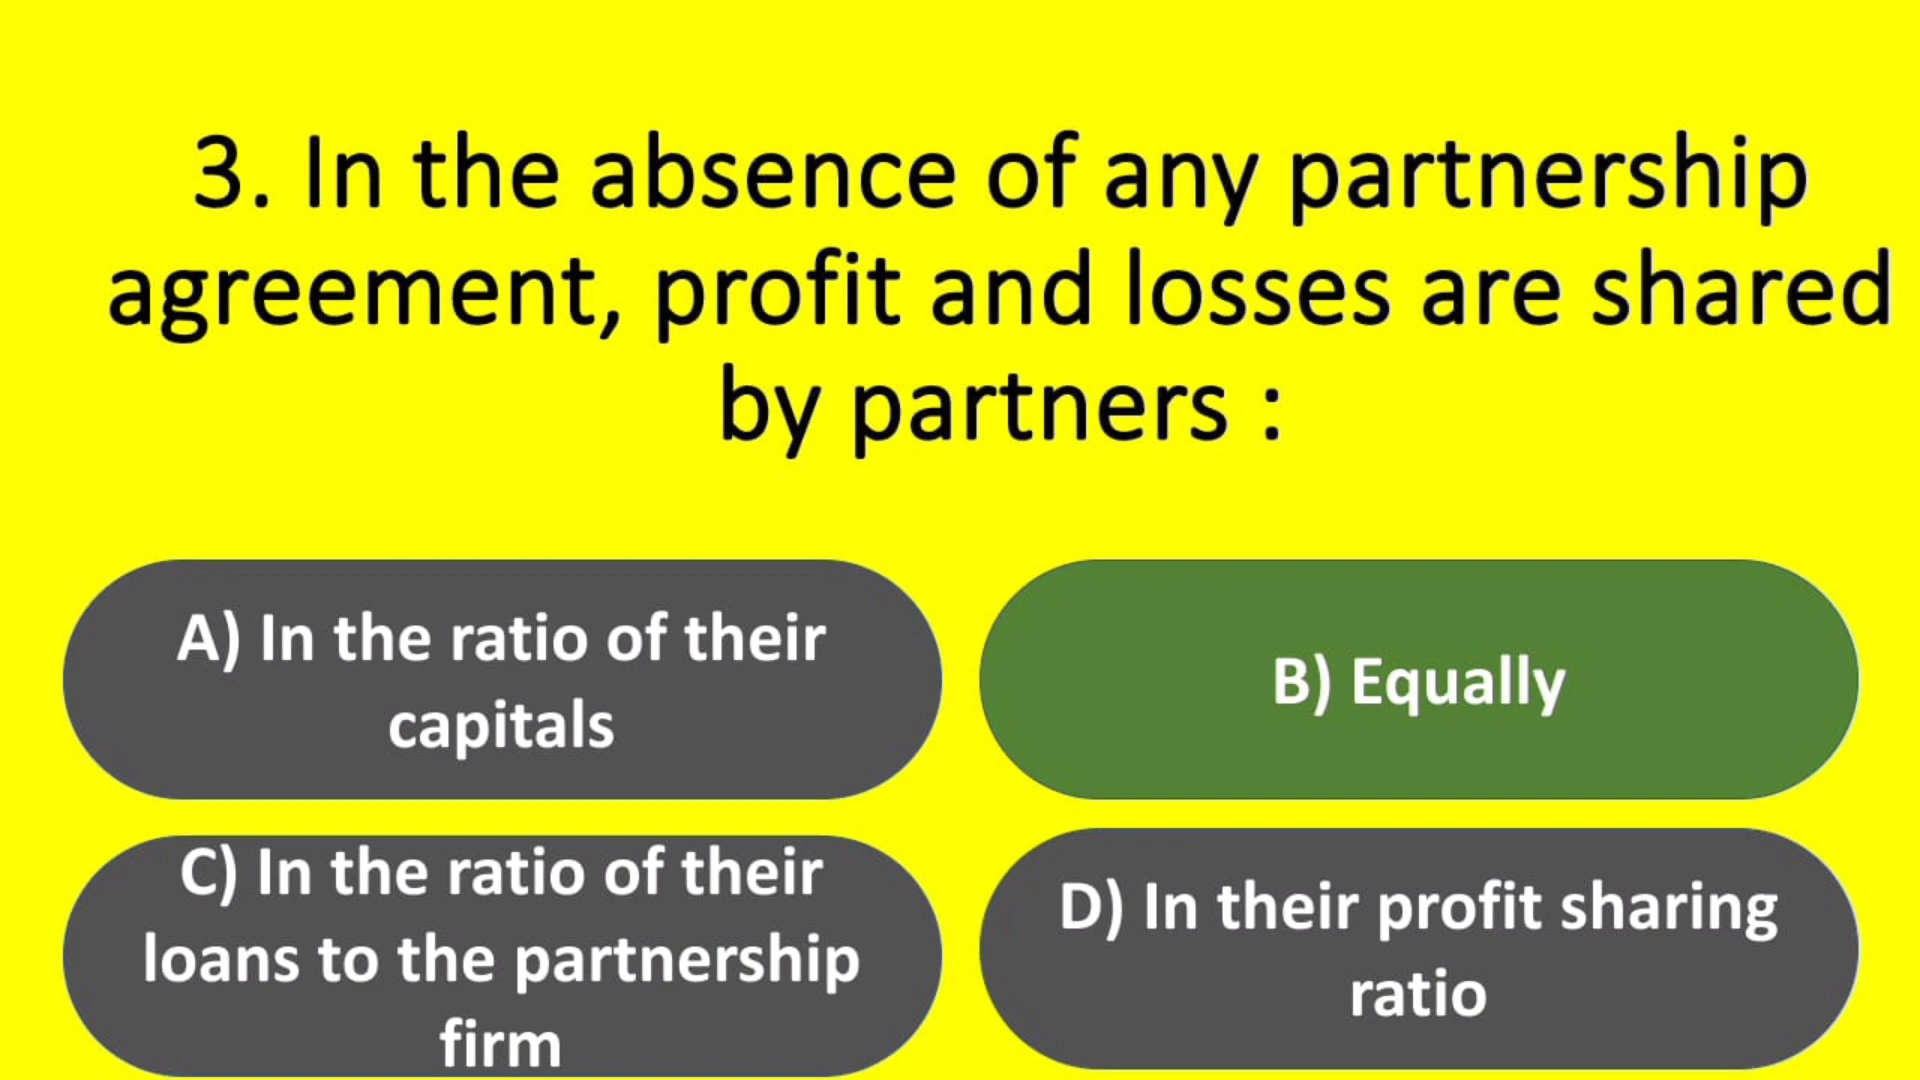 3. In the absence of any partnership
agreement, profit and losses are shared
by partners :
A) In the ratio of their
capitals
B) Equally
C) In the ratio of their
loans to the partnership
firm
D) In their profit sharing
ratio